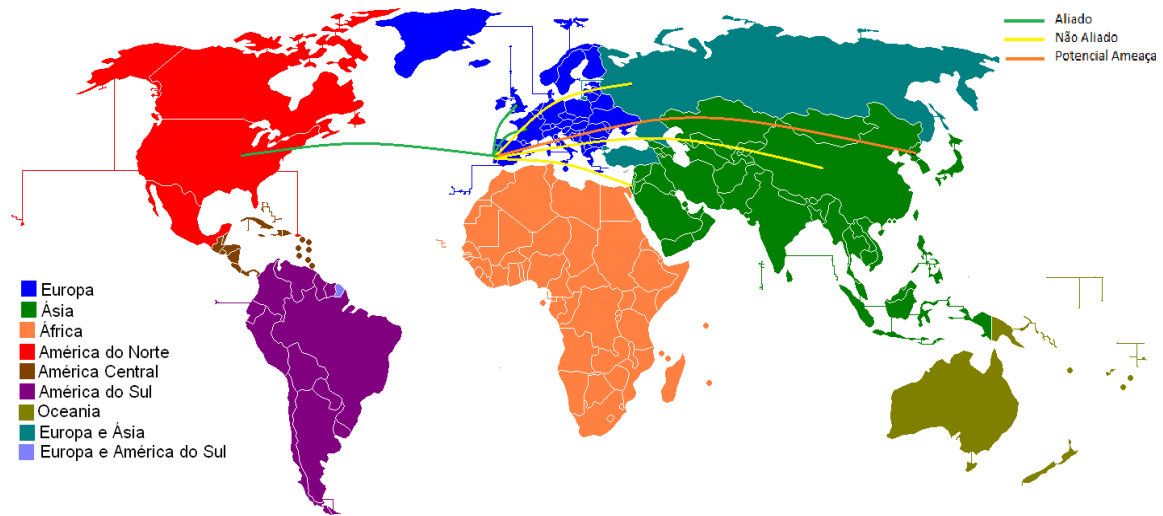 Aliado
Não Aliado
Potencial Ameaça
Europa
Ásia
África
América do Norte
América Central
América do Sul
Oceania
Europa e Ásia
Europa e América do Sul